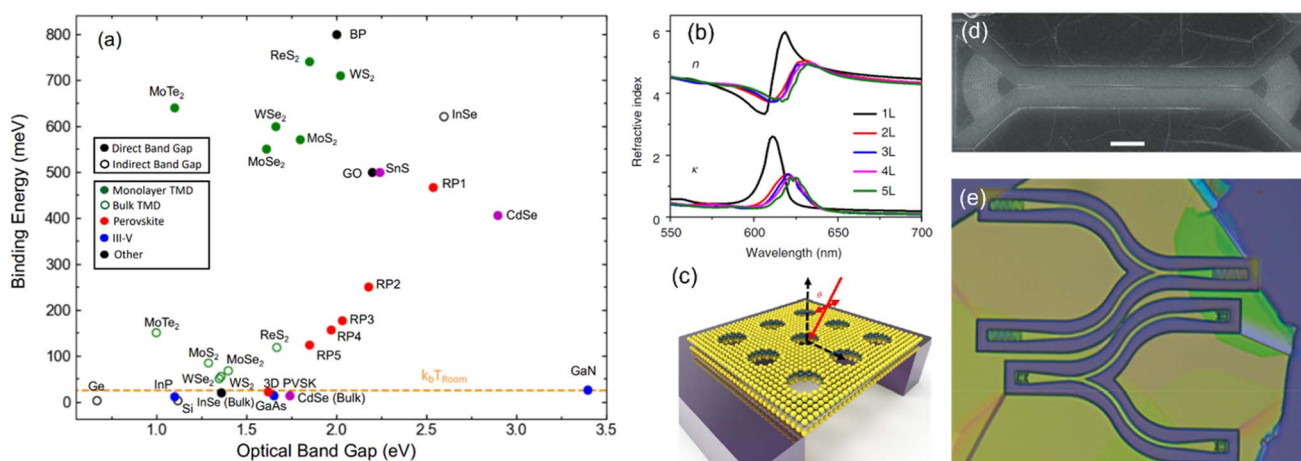 (a)
Binding Energy (meV)
Optical Band Gap (eV)
800
700
600
500
400
300
200
100
0
1.0
1.5
2.0
2.5
3.0
3.5
Direct Band Gap
Indirect Band Gap
Monolayer TMD
Bulk TMD
Perovskite
III-V
Other
BP
ReS₂
WS₂
MoTe₂
WSe₂
MoS₂
MoSe₂
InSe
GO
SnS
RP1
CdSe
RP2
RP3
RP4
RP5
MoTe₂
ReS₂
MoS₂
MoSe₂
WSe₂
WS₂
Ge
InP
Si
InSe (Bulk)
3D PVSK
GaAs
CdSe (Bulk)
GaN
k_bT_Room
(b)
Refractive index
6
4
2
0
n
κ
1L
2L
3L
4L
5L
550
600
650
700
Wavelength (nm)
(c)
θ
(d)
(e)